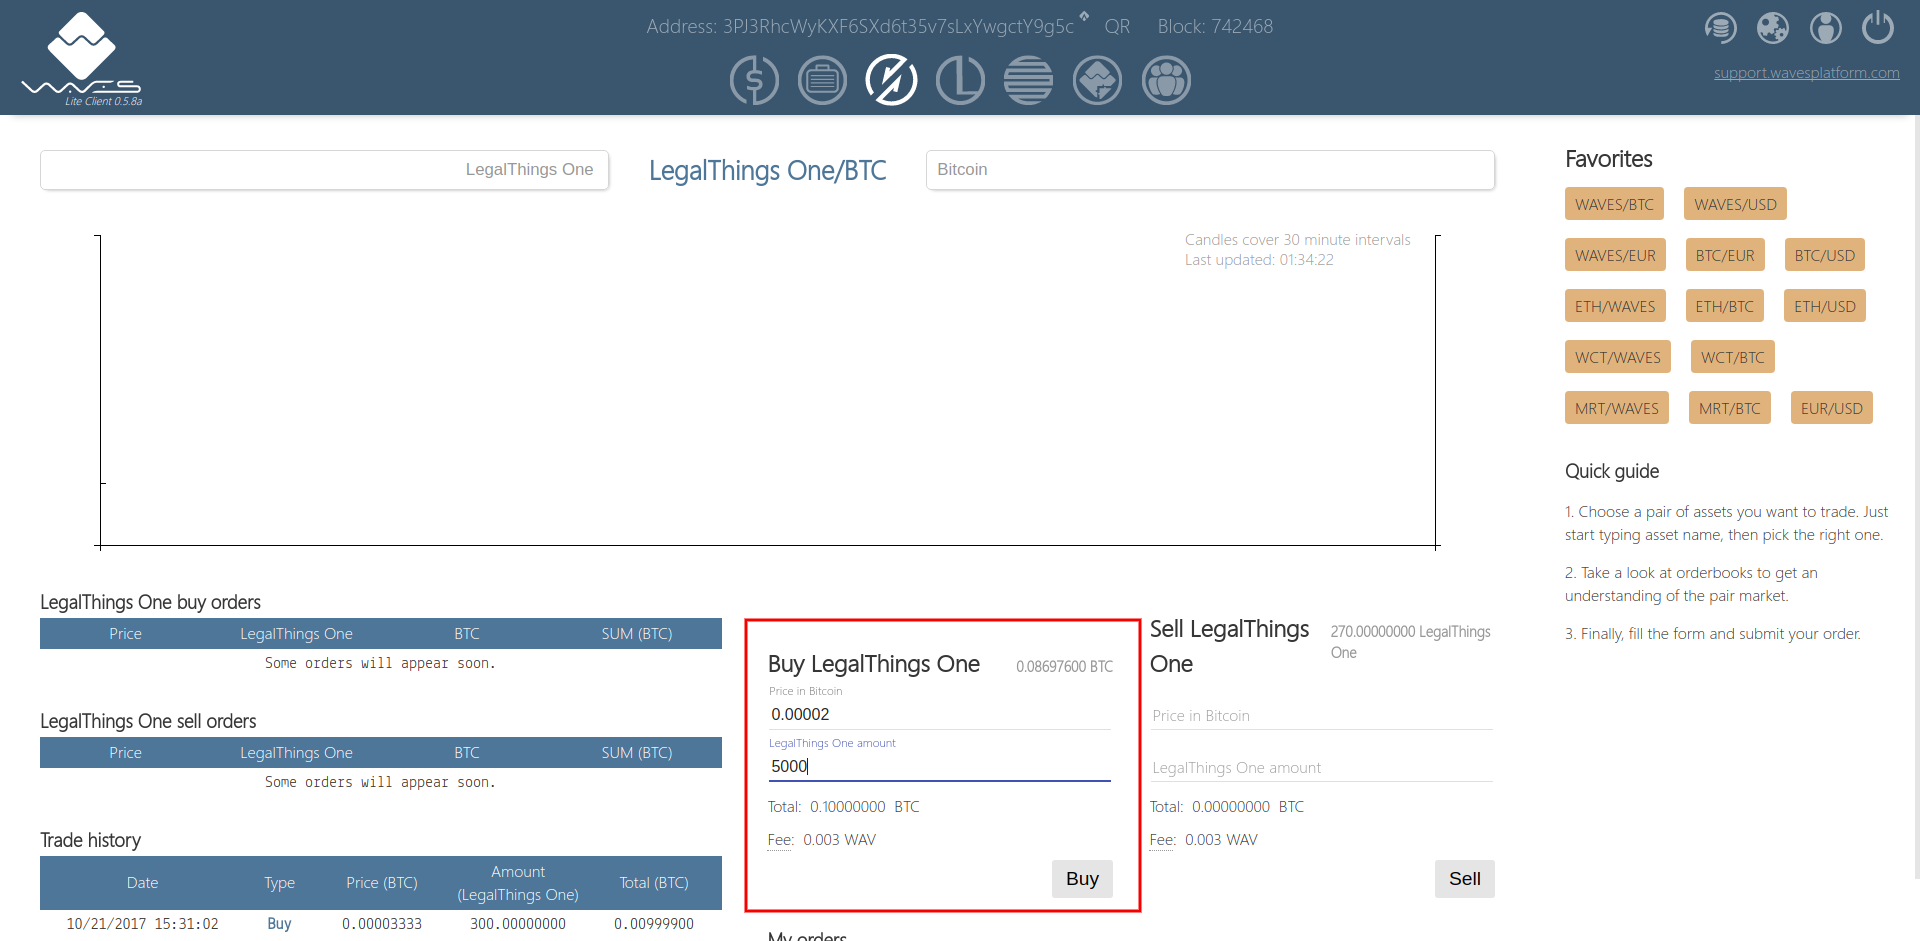 Address: 3PJ3RhcWyKXF6SXd6t35v7sLxYwgctY9g5c QR Block: 742468
WAVES
Lite Client 0.5.8a
support.wavesplatform.com
LegalThings One
LegalThings One/BTC
Bitcoin
Candles cover 30 minute intervals
Last updated: 01:34:22
Favorites
WAVES/BTC WAVES/USD
WAVES/EUR BTC/EUR BTC/USD
ETH/WAVES ETH/BTC ETH/USD
WCT/WAVES WCT/BTC
MRT/WAVES MRT/BTC EUR/USD
Quick guide
1. Choose a pair of assets you want to trade. Just
start typing asset name, then pick the right one.
2. Take a look at orderbooks to get an
understanding of the pair market.
3. Finally, fill the form and submit your order.
LegalThings One buy orders
Price LegalThings One BTC SUM (BTC)
Some orders will appear soon.
LegalThings One sell orders
Price LegalThings One BTC SUM (BTC)
Some orders will appear soon.
Trade history
Date Type Price (BTC) Amount (LegalThings One) Total (BTC)
10/21/2017 15:31:02 Buy 0.00003333 300.00000000 0.00999900
Buy LegalThings One 0.08697600 BTC
Price in Bitcoin
0.00002
LegalThings One amount
5000
Total: 0.10000000 BTC
Fee: 0.003 WAV
Buy
Sell LegalThings One
270.00000000 LegalThings One
Price in Bitcoin
LegalThings One amount
Total: 0.00000000 BTC
Fee: 0.003 WAV
Sell
My orders